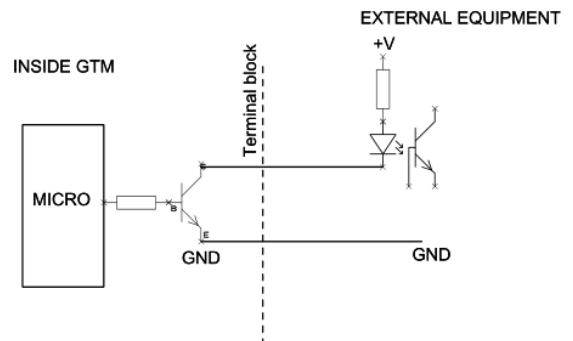 EXTERNAL EQUIPMENT
+V
INSIDE GTM
Terminal block
MICRO
B
E
GND
GND